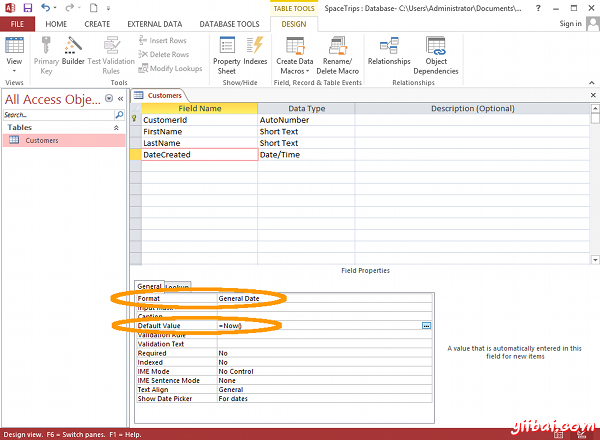 TABLE TOOLS
SpaceTrips : Database- C:\Users\Administrator\Documents\...
?
FILE HOME CREATE EXTERNAL DATA DATABASE TOOLS DESIGN Sign in
View
Primary Key
Builder
Test Validation Rules
Insert Rows
Delete Rows
Modify Lookups
Property Sheet
Indexes
Create Data Macros
Rename/ Delete Macro
Relationships
Object Dependencies
Views
Tools
Show/Hide
Field, Record & Table Events
Relationships
All Access Obje...
Search...
Tables
Customers
Customers
Field Name Data Type Description (Optional)
CustomerId AutoNumber
FirstName Short Text
LastName Short Text
DateCreated Date/Time
Field Properties
General Lookup
Format General Date
Input Mask
Caption
Default Value =Now()
Validation Rule
Validation Text
Required No
Indexed No
IME Mode No Control
IME Sentence Mode None
Text Align General
Show Date Picker For dates
A value that is automatically entered in this
field for new items
Design view. F6 = Switch panes. F1 = Help.
yiibai.com